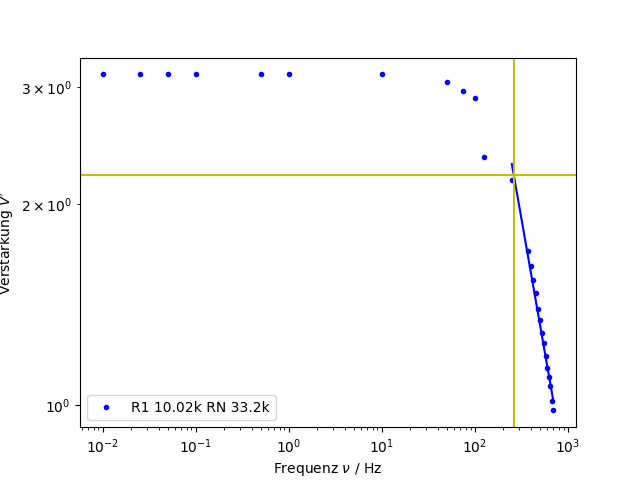 3 × 10⁰
2 × 10⁰
10⁰
Verstärkung V'
R1 10.02k RN 33.2k
10⁻² 10⁻¹ 10⁰ 10¹ 10² 10³
Frequenz ν / Hz